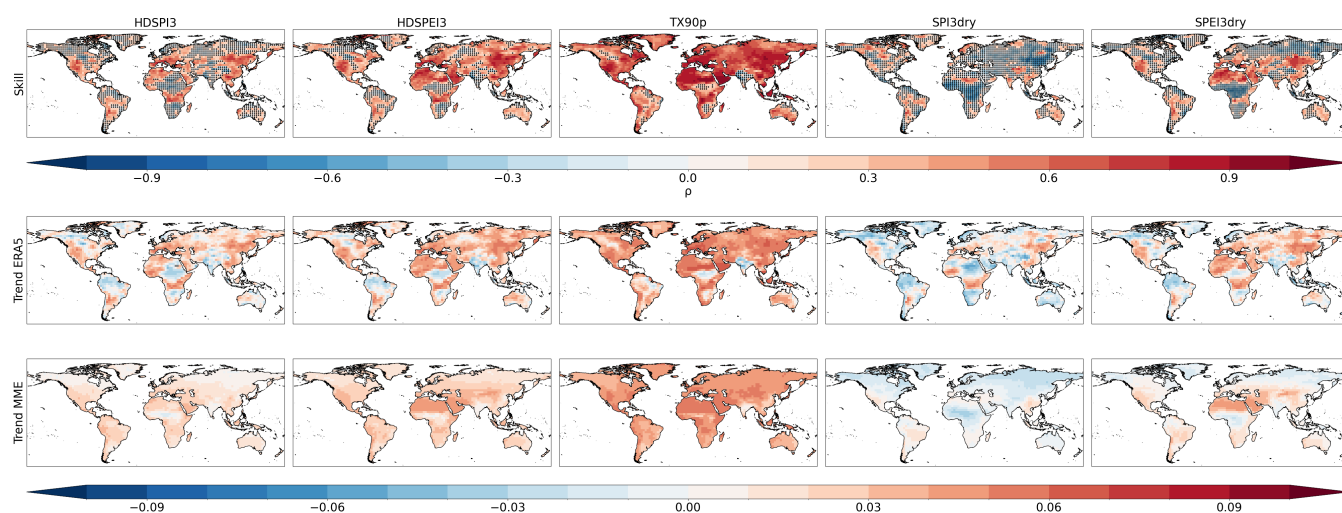 HDSPI3 HDSPEI3 TX90p SPI3dry SPEI3dry
Skill
−0.9 −0.6 −0.3 0.0 0.3 0.6 0.9
ρ
Trend ERA5
Trend MME
−0.09 −0.06 −0.03 0.00 0.03 0.06 0.09